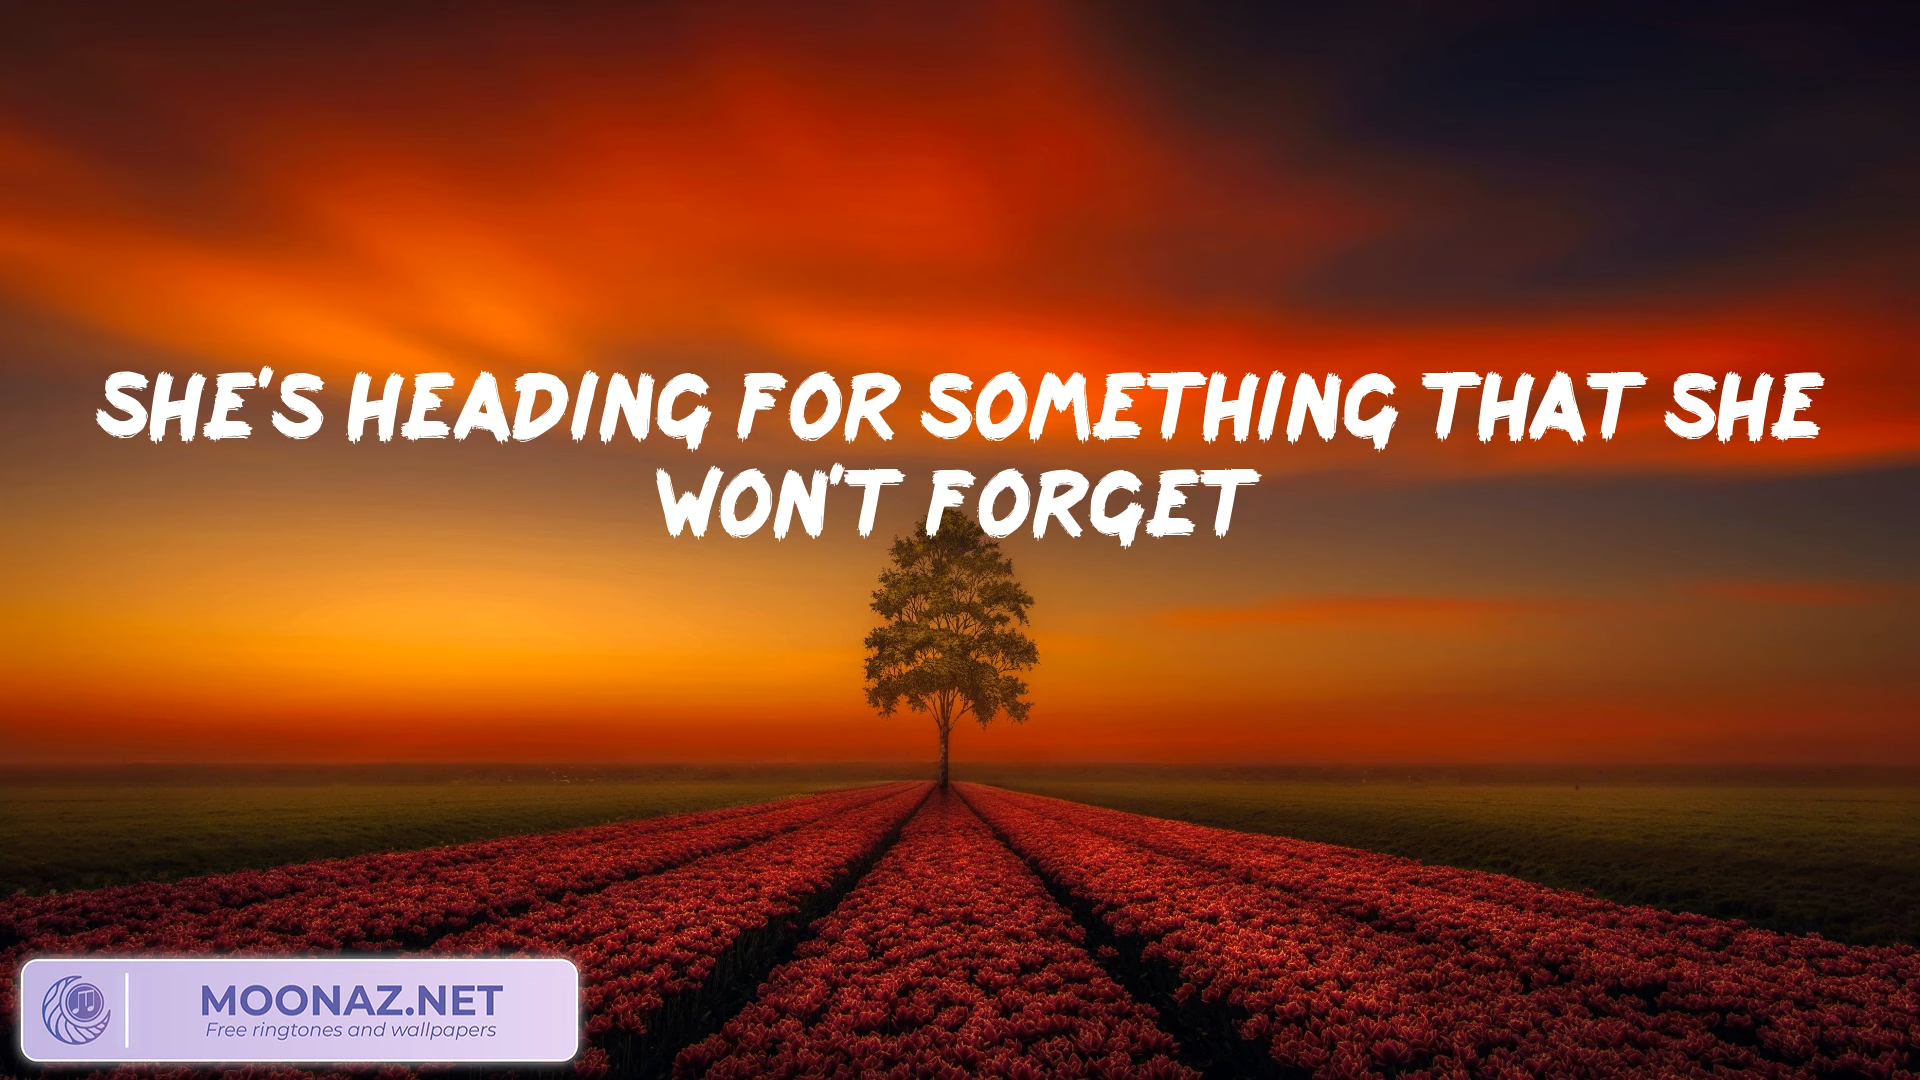 SHE'S HEADING FOR SOMETHING THAT SHE
WON'T FORGET
MOONAZ.NET
Free ringtones and wallpapers